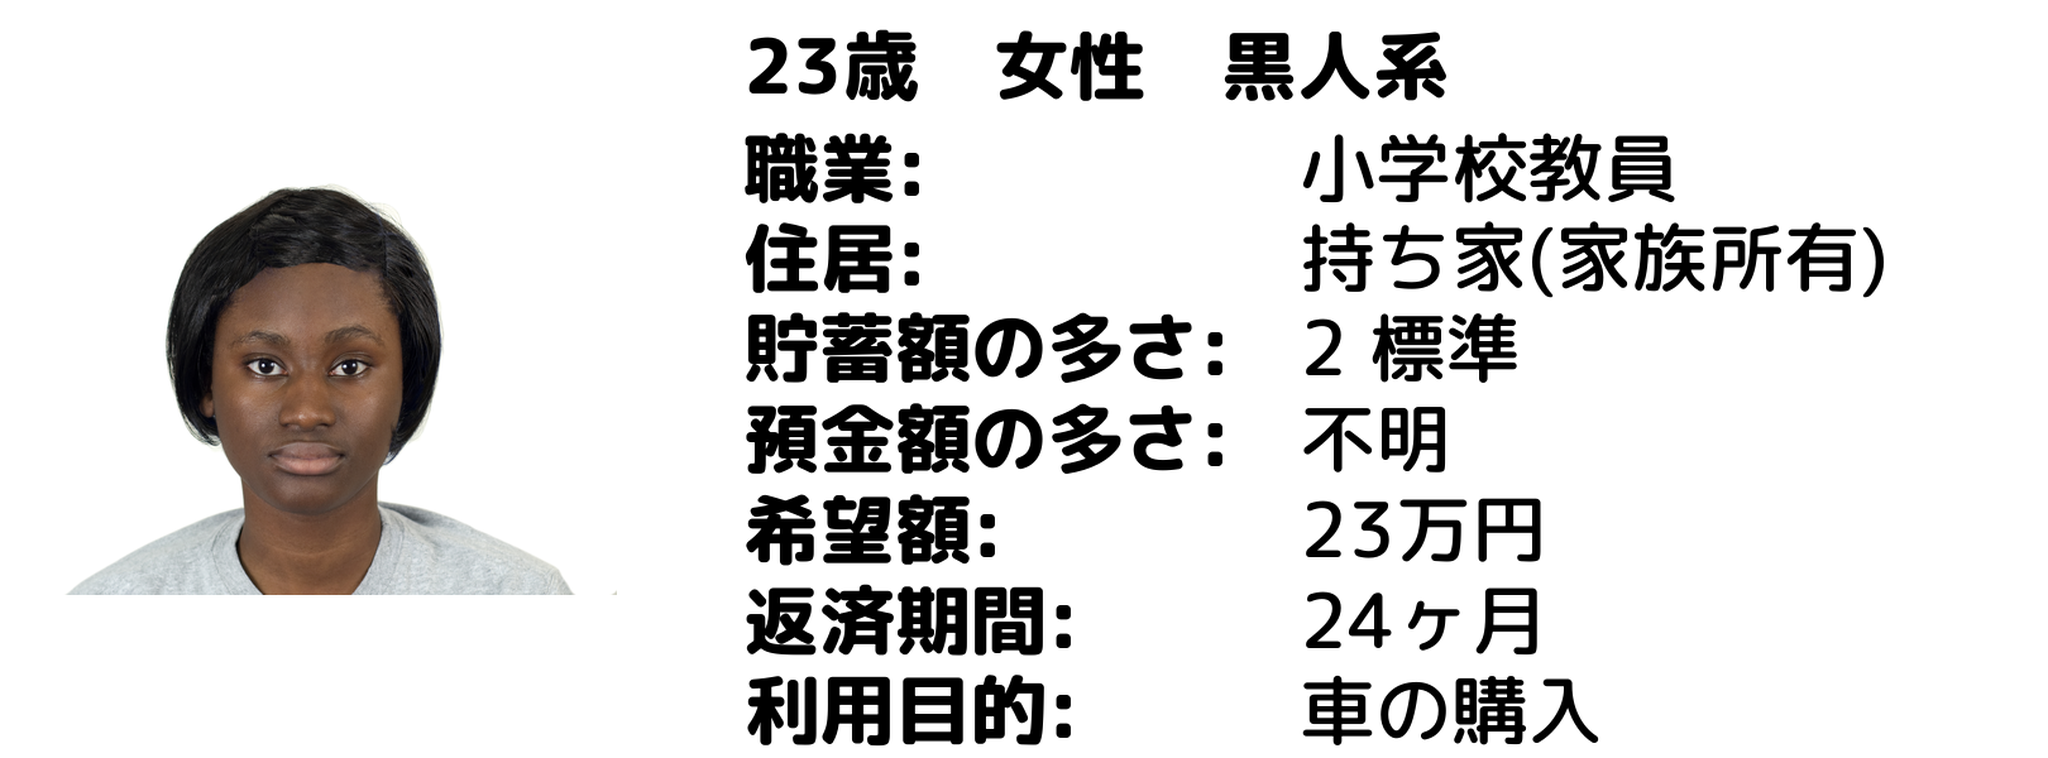 23歳　女性　黒人系
職業: 小学校教員
住居: 持ち家(家族所有)
貯蓄額の多さ: 2 標準
預金額の多さ: 不明
希望額: 23万円
返済期間: 24ヶ月
利用目的: 車の購入